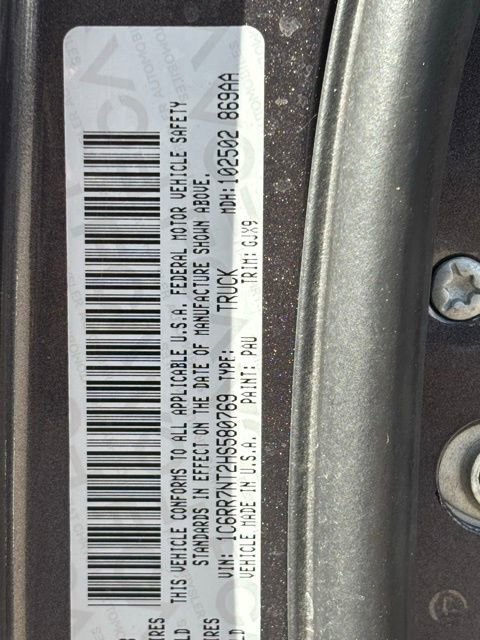 THIS VEHICLE CONFORMS TO ALL APPLICABLE U.S.A. FEDERAL MOTOR VEHICLE SAFETY
STANDARDS IN EFFECT ON THE DATE OF MANUFACTURE SHOWN ABOVE.
VIN: 1C6RR7NT2HS580769 TYPE: TRUCK MDH: 102502 869AA
VEHICLE MADE IN U.S.A. PAINT: PAU TRIM: GJX9